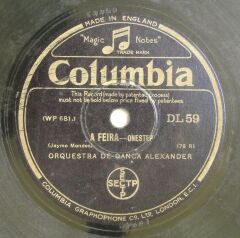 MADE IN ENGLAND
"Magic Notes"
TRADE MARK
Columbia
This Record (made by patented process)
must not be sold below price fixed by patentees
(WP 681.) DL 59
A FEIRA—ONESTEP
(Jayme Mendes) (78 R)
ORQUESTRA DE DANÇA ALEXANDER
SECTP
COLUMBIA GRAPHOPHONE Co. Ltd. LONDON, E.C.1.